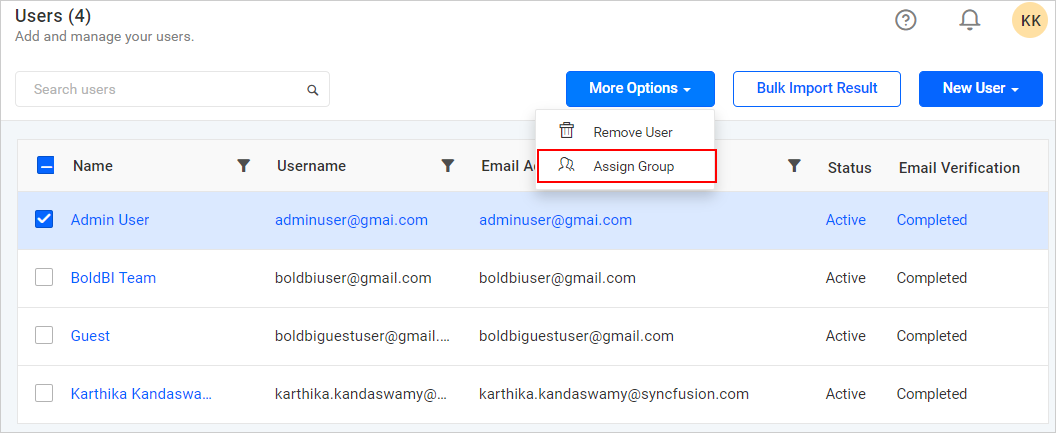 Users (4)
Add and manage your users.
KK
Search users
More Options
Bulk Import Result
New User
Remove User
Assign Group
Name Username Email A Status Email Verification
Admin User adminuser@gmai.com adminuser@gmai.com Active Completed
BoldBI Team boldbiuser@gmail.com boldbiuser@gmail.com Active Completed
Guest boldbiguestuser@gmail.... boldbiguestuser@gmail.com Active Completed
Karthika Kandaswa... karthika.kandaswamy@... karthika.kandaswamy@syncfusion.com Active Completed